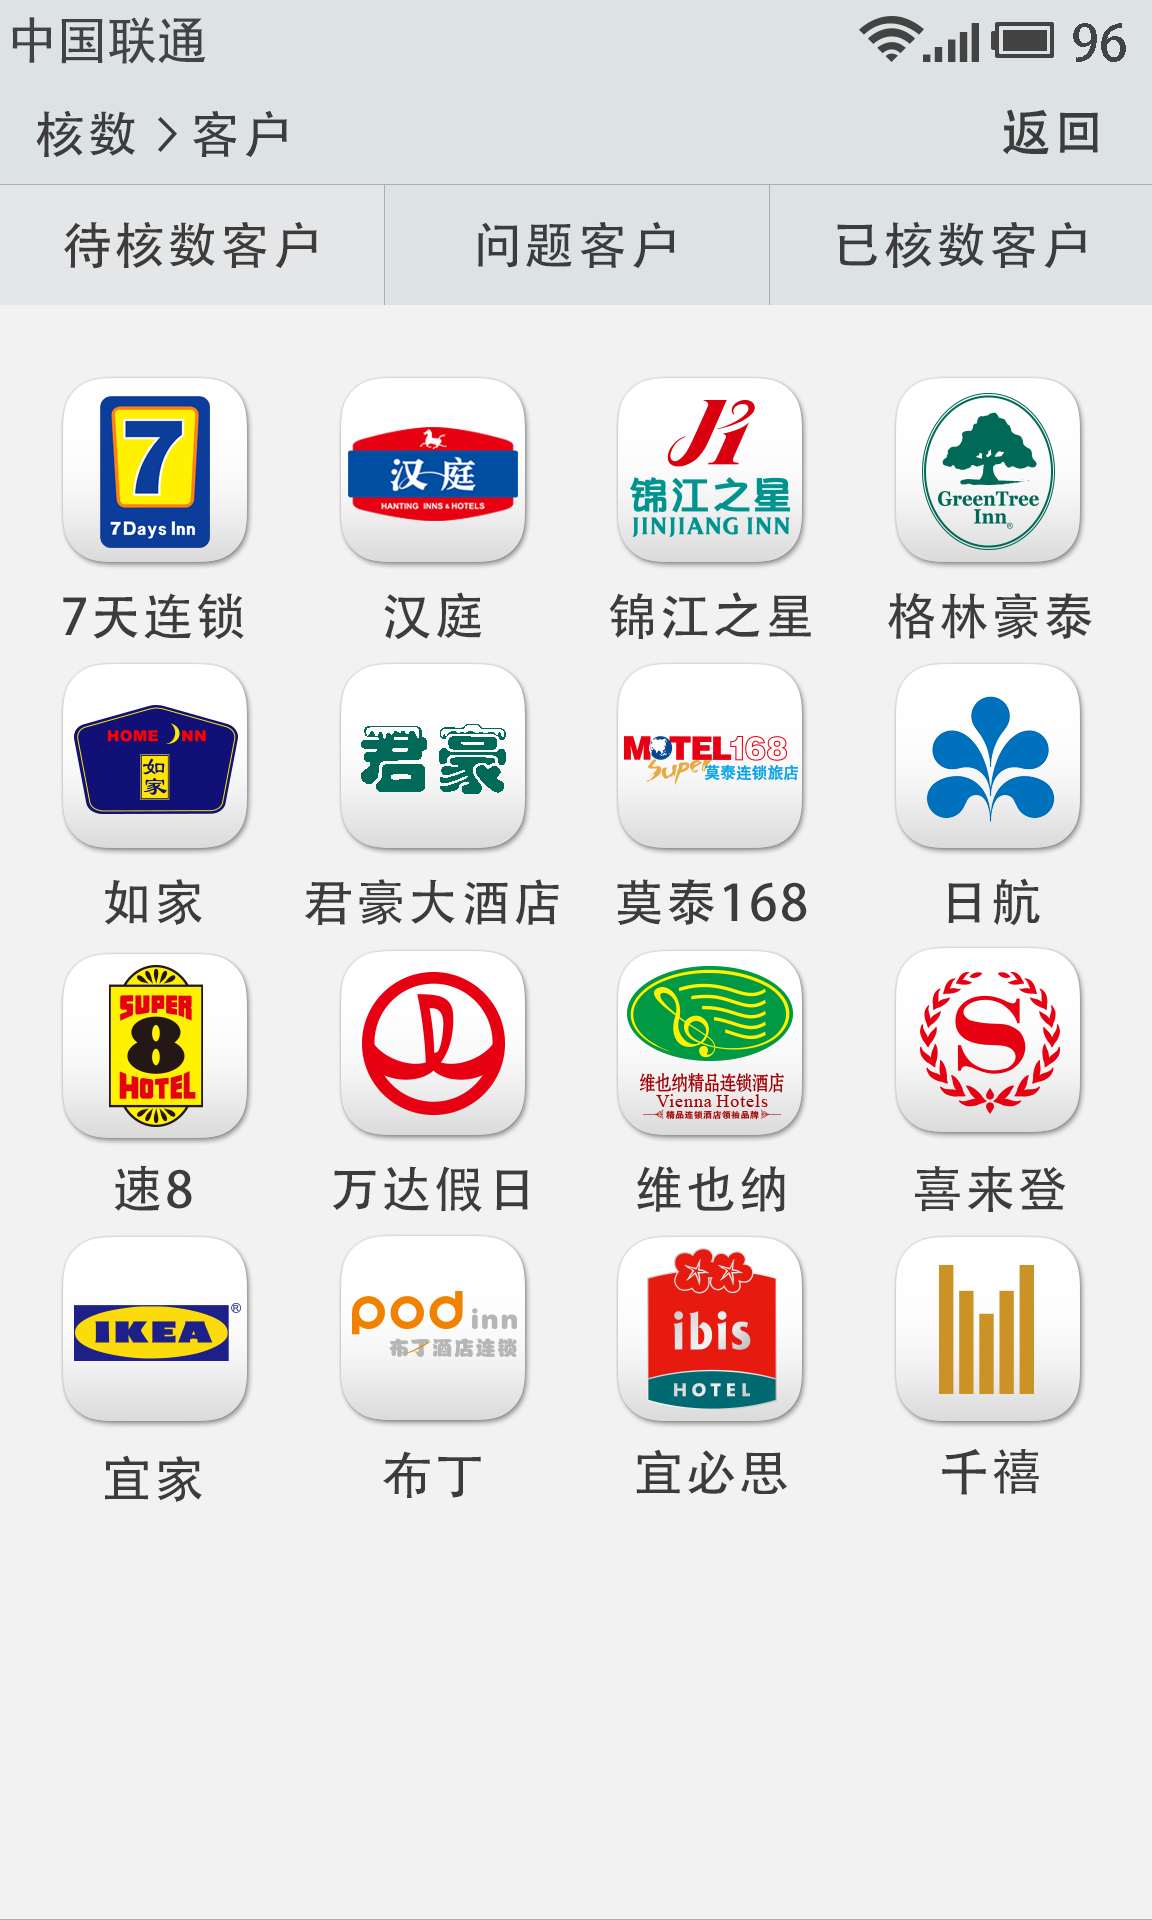 中国联通 96
核数 > 客户 返回
待核数客户 问题客户 已核数客户
7
7Days Inn
汉庭
HANTING INNS & HOTELS
锦江之星
JINJIANG INN
GreenTree
Inn®
7天连锁 汉庭 锦江之星 格林豪泰
HOME INN
如家
君豪
MOTEL168
Super
莫泰连锁旅店
如家 君豪大酒店 莫泰168 日航
SUPER
8
HOTEL
维也纳精品连锁酒店
Vienna Hotels
精品连锁酒店领袖品牌
S
速8 万达假日 维也纳 喜来登
IKEA®
pod inn
布丁酒店连锁
ibis
HOTEL
宜家 布丁 宜必思 千禧